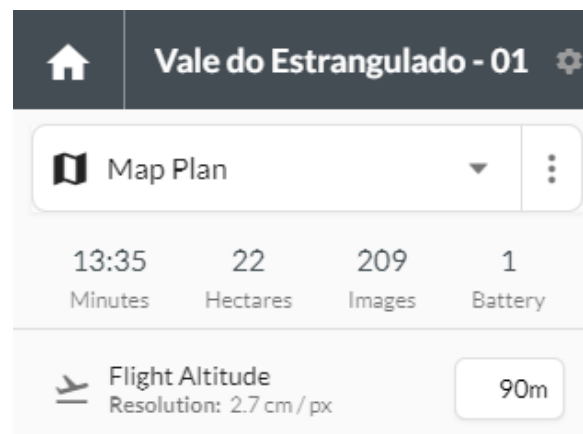 Vale do Estrangulado - 01
Map Plan
13:35 22 209 1
Minutes Hectares Images Battery
Flight Altitude
90m
Resolution: 2.7 cm / px